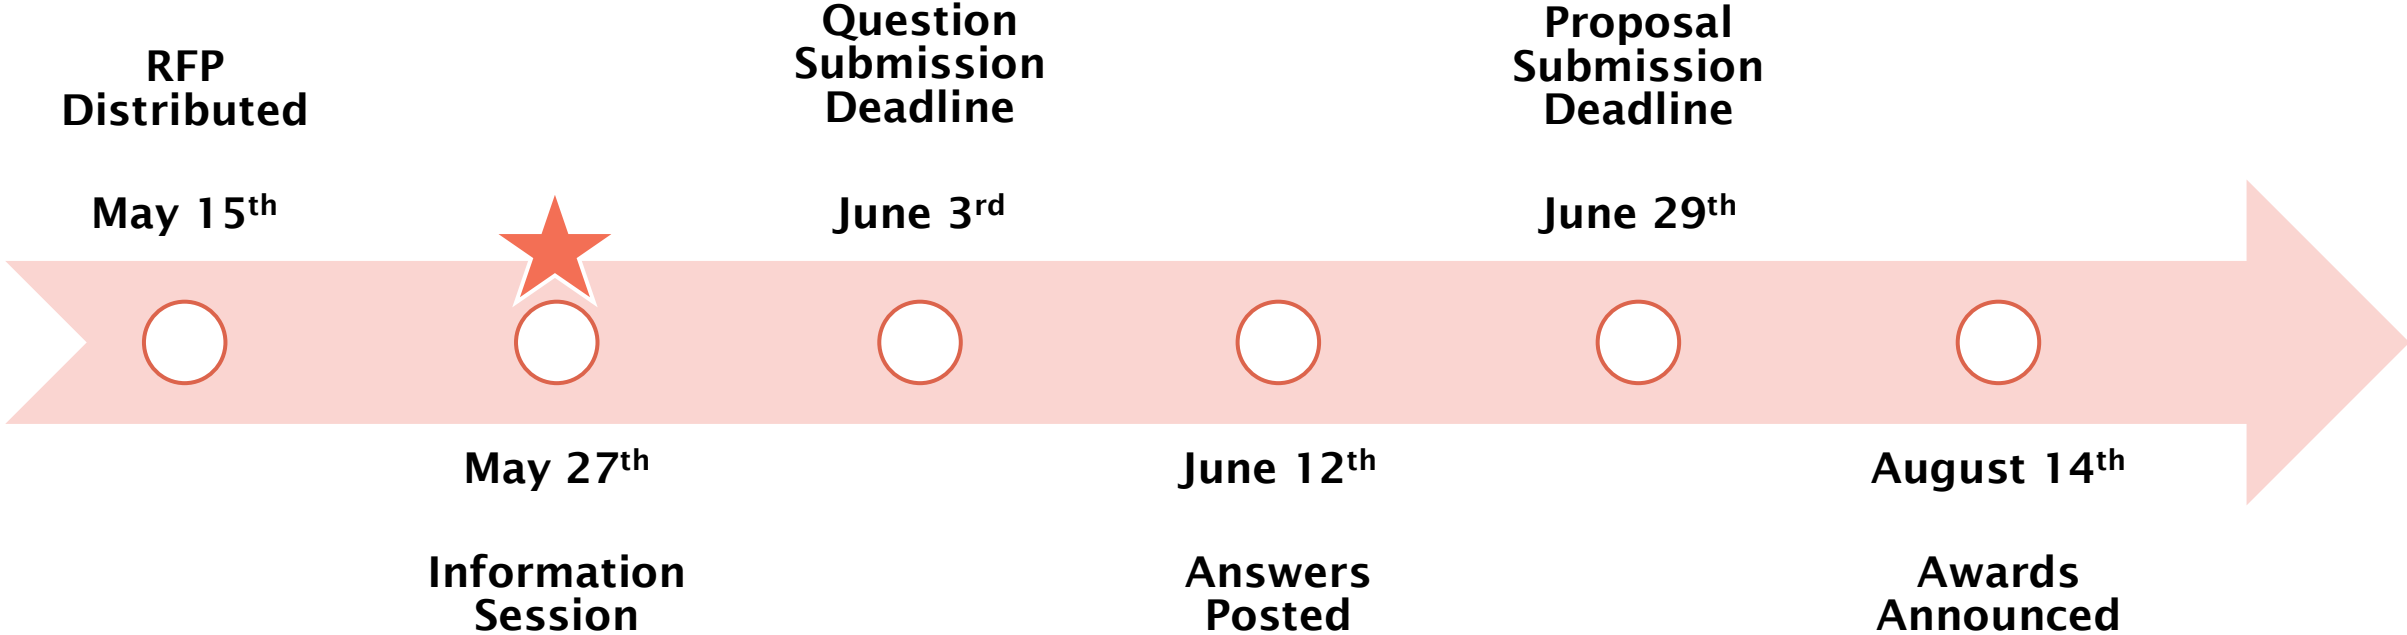 RFP
Distributed
May 15th
May 27th
Information
Session
Question
Submission
Deadline
June 3rd
June 12th
Answers
Posted
Proposal
Submission
Deadline
June 29th
August 14th
Awards
Announced